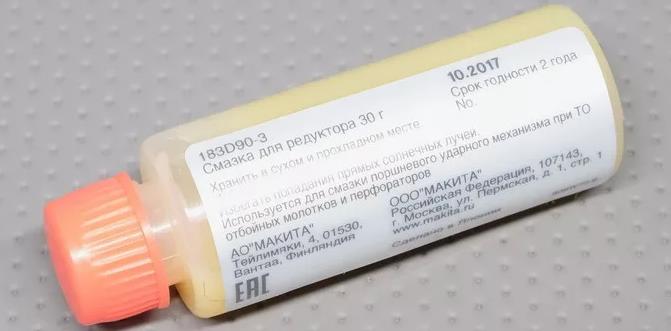 10.2017
Срок годности 2 года
No.
183D90-3
Смазка для редуктора 30 г
Хранить в сухом и прохладном месте
Избегать попадания прямых солнечных лучей.
Используется для смазки поршневого ударного механизма при ТО
отбойных молотков и перфораторов
АО"МАКИТА"
Тейлимяки, 4, 01530,
Вантаа, Финляндия
EAC
ООО"МАКИТА"
Российская Федерация, 107143,
г. Москва, ул. Пермская, д. 1, стр. 1
www.makita.ru
Сделано в Японии